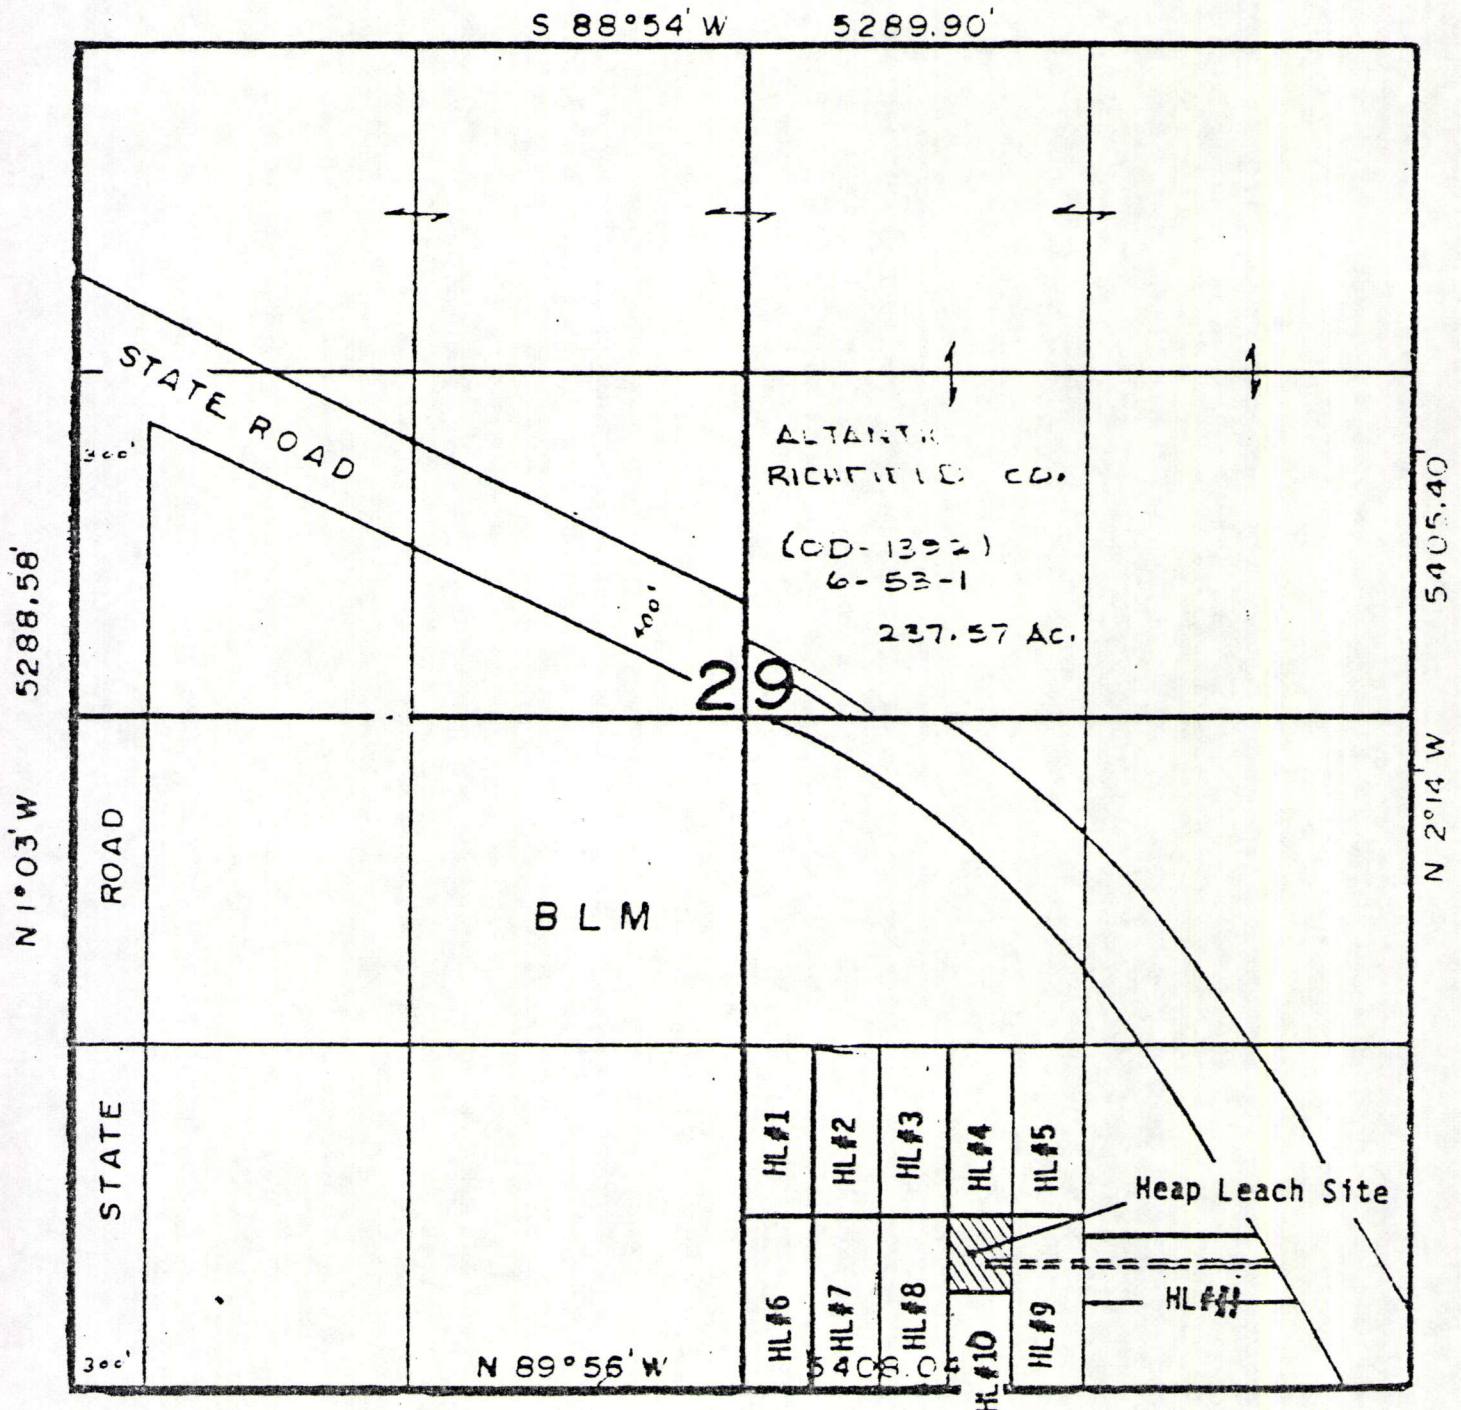 S 88°54' W 5289.90'
STATE ROAD
300'
ALTANTIC
RICHFIELD CO.
(OD-1392)
6-53-1
237.57 AC.
400'
29
N 1°03' W 5288.58'
N 2°14' W 5405.40'
BLM
STATE ROAD
HL#1
HL#2
HL#3
HL#4
HL#5
Heap Leach Site
HL#6
HL#7
HL#8
HL#10
HL#9
HL#
300'
N 89°56' W